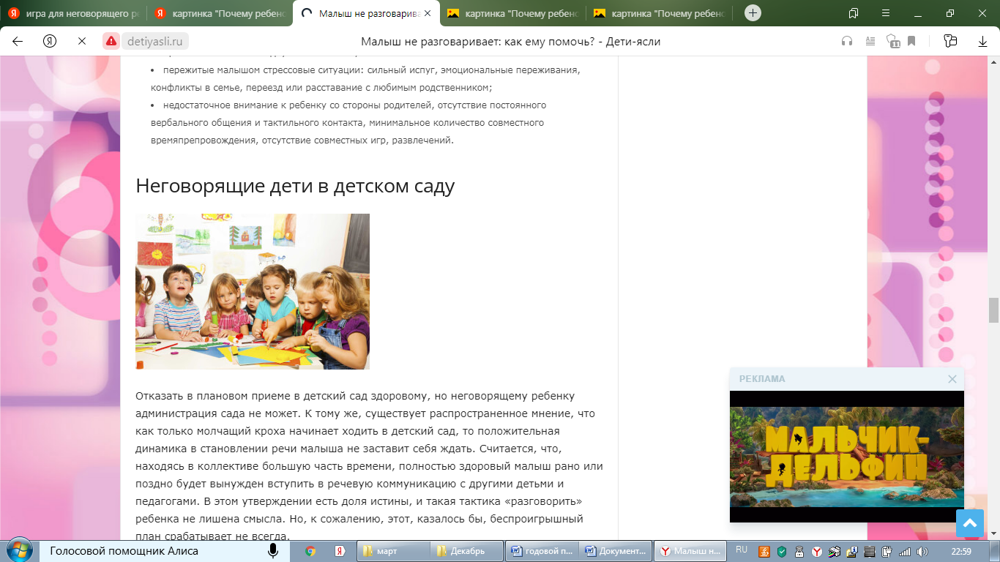 игра для неговорящего ре
картинка "Почему ребено
Малыш не разговарива
картинка "Почему ребено
картинка "Почему ребено
detiyasli.ru
Малыш не разговаривает: как ему помочь? - Дети-ясли
11
▪ пережитые малышом стрессовые ситуации: сильный испуг, эмоциональные переживания,
конфликты в семье, переезд или расставание с любимым родственником;
▪ недостаточное внимание к ребенку со стороны родителей, отсутствие постоянного
вербального общения и тактильного контакта, минимальное количество совместного
времяпрепровождения, отсутствие совместных игр, развлечений.
Неговорящие дети в детском саду
Отказать в плановом приеме в детский сад здоровому, но неговорящему ребенку
администрация сада не может. К тому же, существует распространенное мнение, что
как только молчащий кроха начинает ходить в детский сад, то положительная
динамика в становлении речи малыша не заставит себя ждать. Считается, что,
находясь в коллективе большую часть времени, полностью здоровый малыш рано или
поздно будет вынужден вступить в речевую коммуникацию с другими детьми и
педагогами. В этом утверждении есть доля истины, и такая тактика «разговорить»
ребенка не лишена смысла. Но, к сожалению, этот, казалось бы, беспроигрышный
план срабатывает не всегда.
РЕКЛАМА
МАЛЬЧИК-
ДЕЛЬФИН
Голосовой помощник Алиса
март
Декабрь
годовой п...
Документ...
Малыш н...
RU
22:59